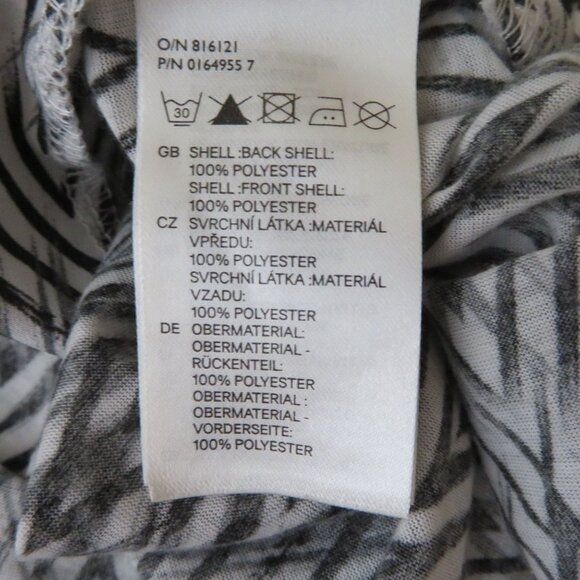 O/N 816121
P/N 0164955 7
30
GB SHELL :BACK SHELL:
100% POLYESTER
SHELL :FRONT SHELL:
100% POLYESTER
CZ SVRCHNÍ LÁTKA :MATERIÁL
VPŘEDU:
100% POLYESTER
SVRCHNÍ LÁTKA :MATERIÁL
VZADU:
100% POLYESTER
DE OBERMATERIAL:
OBERMATERIAL -
RÜCKENTEIL:
100% POLYESTER
OBERMATERIAL :
OBERMATERIAL -
VORDERSEITE:
100% POLYESTER